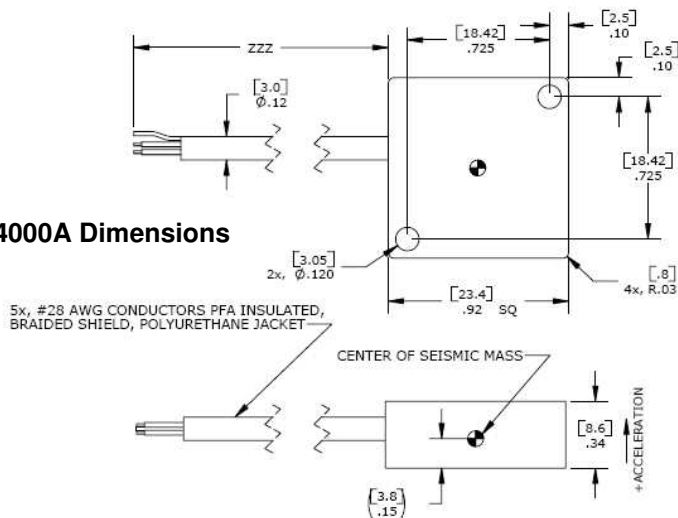 [2.5]
.10
[18.42]
.725
ZZZ
[2.5]
.10
[3.0]
Ø.12
[18.42]
.725
4000A Dimensions
[3.05]
2x, Ø.120
[.8]
4x, R.03
[23.4]
.92 SQ
5x, #28 AWG CONDUCTORS PFA INSULATED,
BRAIDED SHIELD, POLYURETHANE JACKET
CENTER OF SEISMIC MASS
[8.6]
.34
+ACCELERATION
([3.8]
.15)